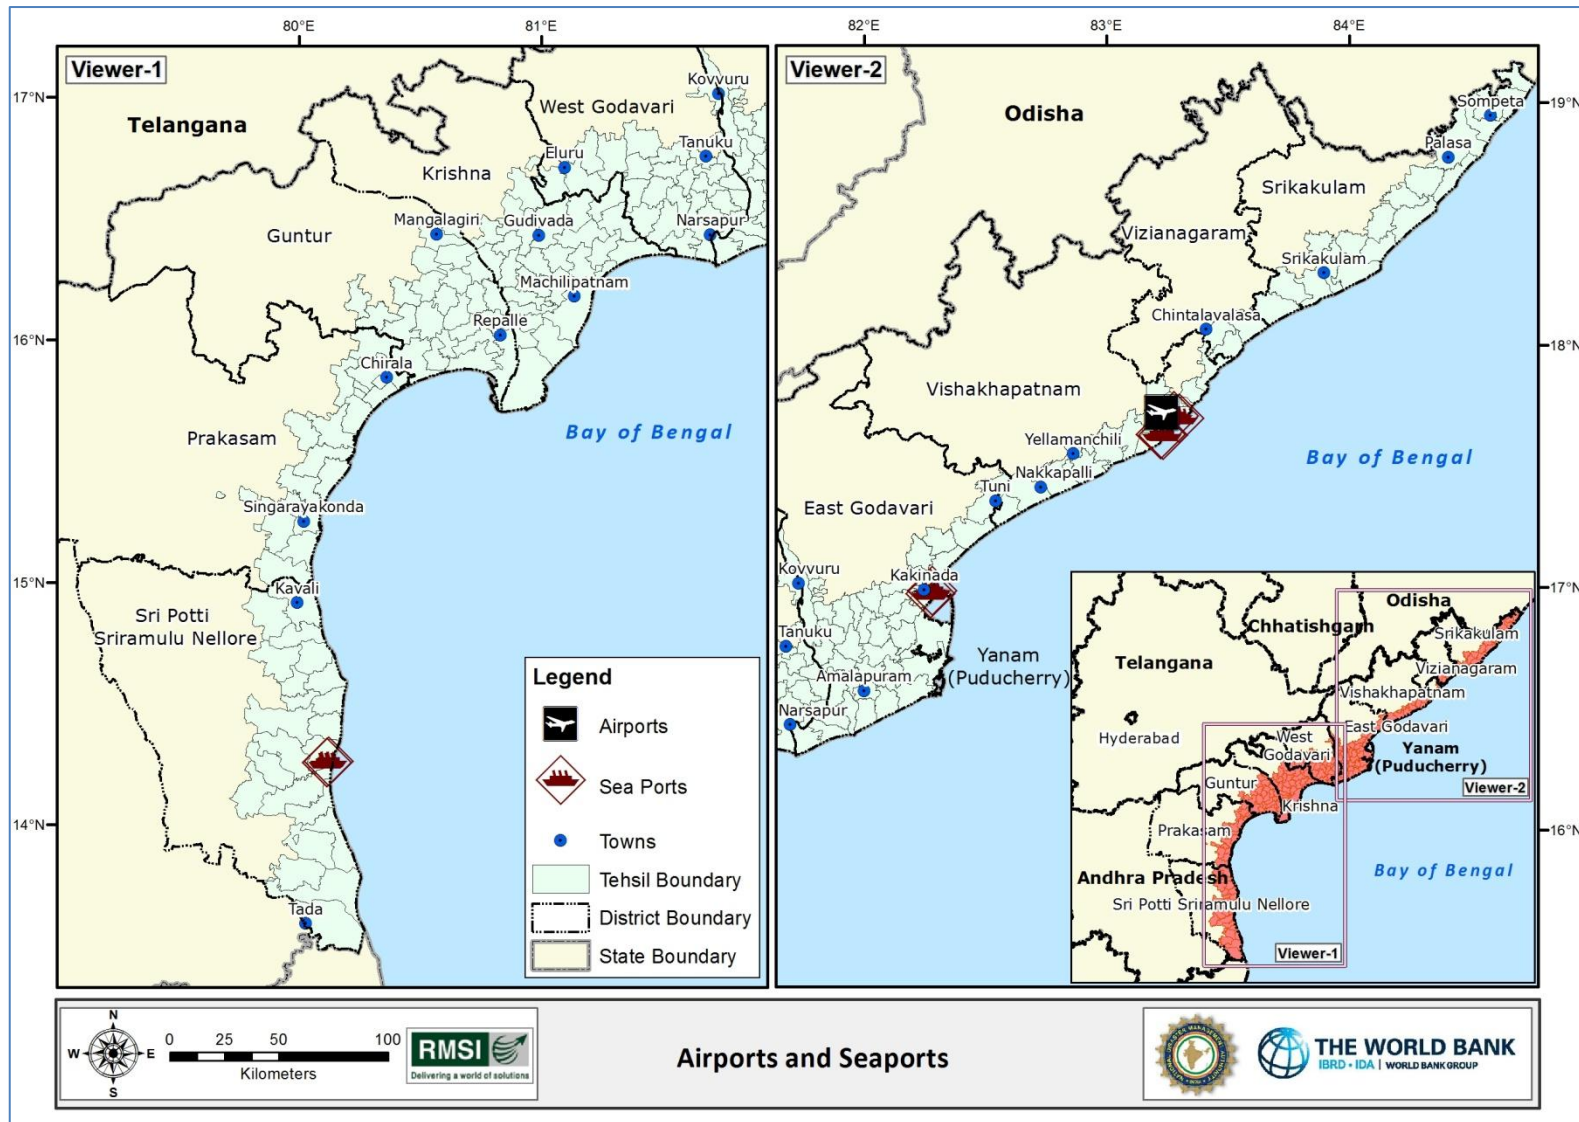 80°E
81°E
82°E
83°E
84°E
Viewer-1
17°N
16°N
15°N
14°N
Telangana
West Godavari
Kovvuru
Tanuku
Eluru
Krishna
Mangalagiri
Gudivada
Narsapur
Guntur
Machilipatnam
Repalle
Chirala
Bay of Bengal
Prakasam
Singarayakonda
Kavali
Sri Potti
Sriramulu Nellore
Tada
Legend
Airports
Sea Ports
Towns
Tehsil Boundary
District Boundary
State Boundary
Viewer-2
19°N
18°N
17°N
16°N
Odisha
Sompeta
Palasa
Srikakulam
Vizianagaram
Srikakulam
Chintalavalasa
Vishakhapatnam
Yellamanchili
Nakkapalli
Tuni
Bay of Bengal
East Godavari
Kovvuru
Kakinada
Tanuku
Yanam
(Puducherry)
Amalapuram
Narsapur
Odisha
Chhatishgarh
Srikakulam
Telangana
Vizianagaram
Vishakhapatnam
Hyderabad
East Godavari
West
Godavari
Yanam
(Puducherry)
Guntur
Viewer-2
Krishna
Prakasam
Bay of Bengal
Andhra Pradesh
Sri Potti Sriramulu Nellore
Viewer-1
N
W
E
S
0 25 50 100
Kilometers
RMSI
Delivering a world of solutions
Airports and Seaports
THE WORLD BANK
IBRD • IDA | WORLD BANK GROUP